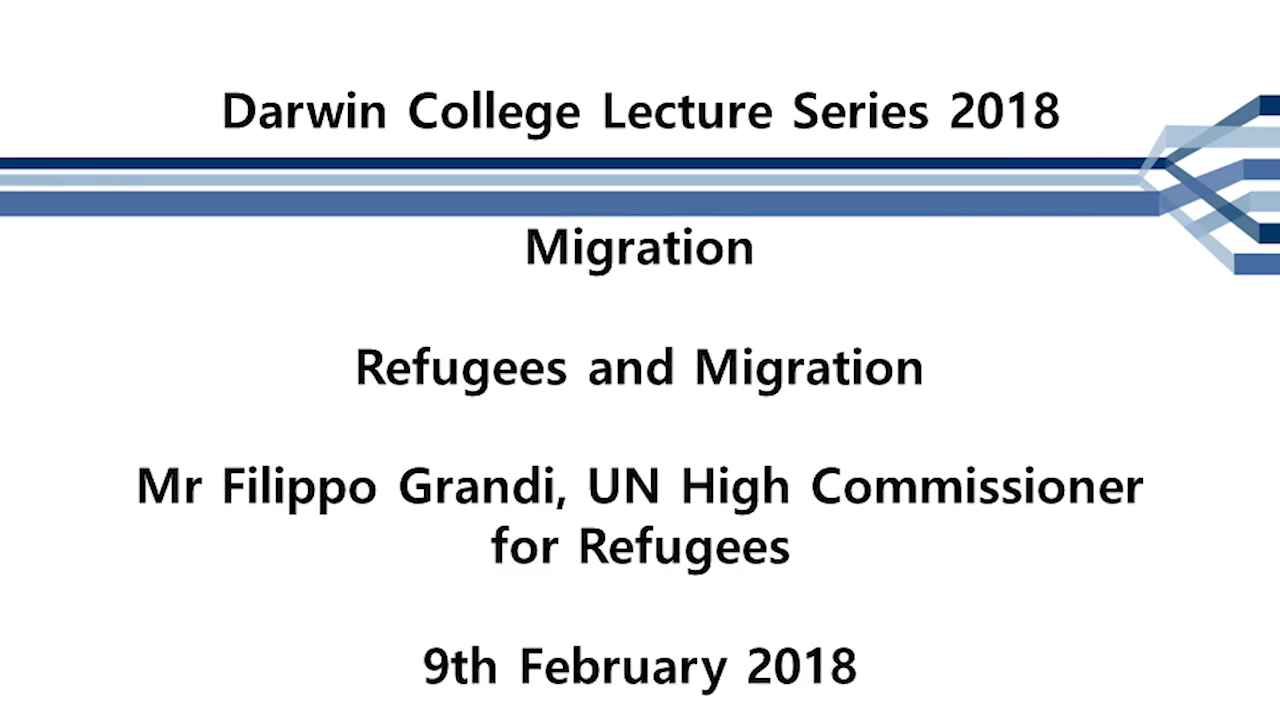 Darwin College Lecture Series 2018
Migration
Refugees and Migration
Mr Filippo Grandi, UN High Commissioner
for Refugees
9th February 2018